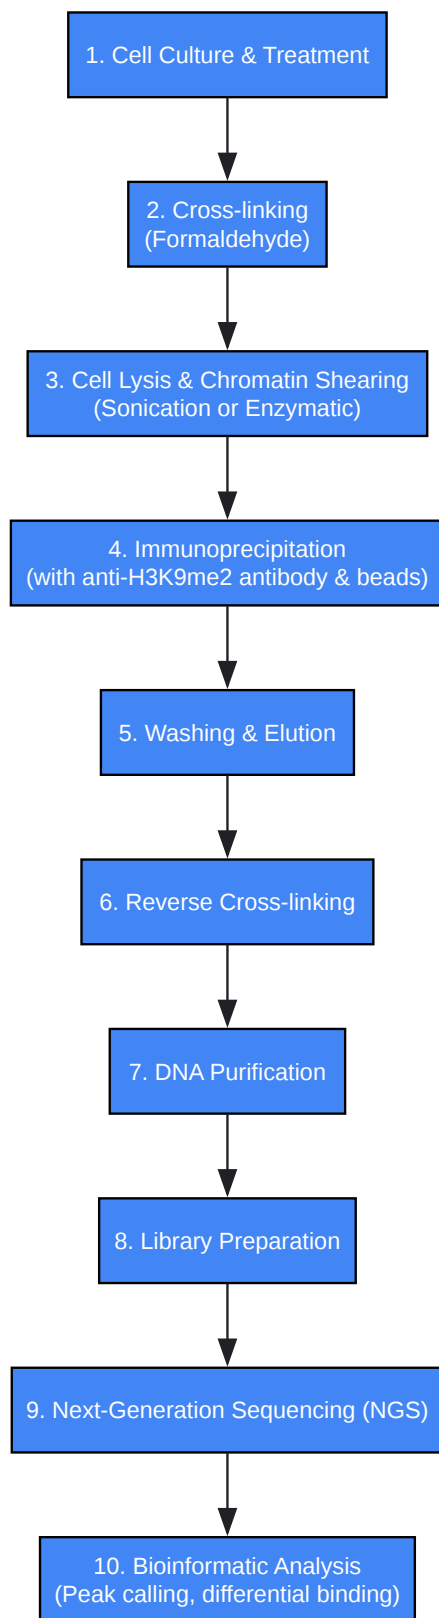 1. Cell Culture & Treatment
2. Cross-linking
(Formaldehyde)
3. Cell Lysis & Chromatin Shearing
(Sonication or Enzymatic)
4. Immunoprecipitation
(with anti-H3K9me2 antibody & beads)
5. Washing & Elution
6. Reverse Cross-linking
7. DNA Purification
8. Library Preparation
9. Next-Generation Sequencing (NGS)
10. Bioinformatic Analysis
(Peak calling, differential binding)